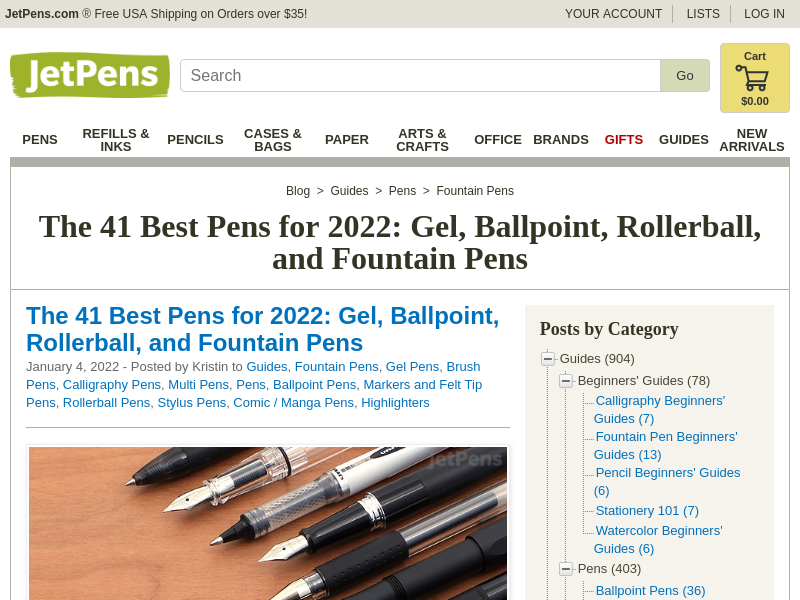 JetPens.com ® Free USA Shipping on Orders over $35!
YOUR ACCOUNT
LISTS
LOG IN
JetPens
Search
Go
Cart
$0.00
PENS
REFILLS & INKS
PENCILS
CASES & BAGS
PAPER
ARTS & CRAFTS
OFFICE
BRANDS
GIFTS
GUIDES
NEW ARRIVALS
Blog > Guides > Pens > Fountain Pens
The 41 Best Pens for 2022: Gel, Ballpoint, Rollerball,
and Fountain Pens
The 41 Best Pens for 2022: Gel, Ballpoint,
Rollerball, and Fountain Pens
January 4, 2022 - Posted by Kristin to Guides, Fountain Pens, Gel Pens, Brush
Pens, Calligraphy Pens, Multi Pens, Pens, Ballpoint Pens, Markers and Felt Tip
Pens, Rollerball Pens, Stylus Pens, Comic / Manga Pens, Highlighters
JetPens
Posts by Category
Guides (904)
Beginners' Guides (78)
Calligraphy Beginners'
Guides (7)
Fountain Pen Beginners'
Guides (13)
Pencil Beginners' Guides
(6)
Stationery 101 (7)
Watercolor Beginners'
Guides (6)
Pens (403)
Ballpoint Pens (36)